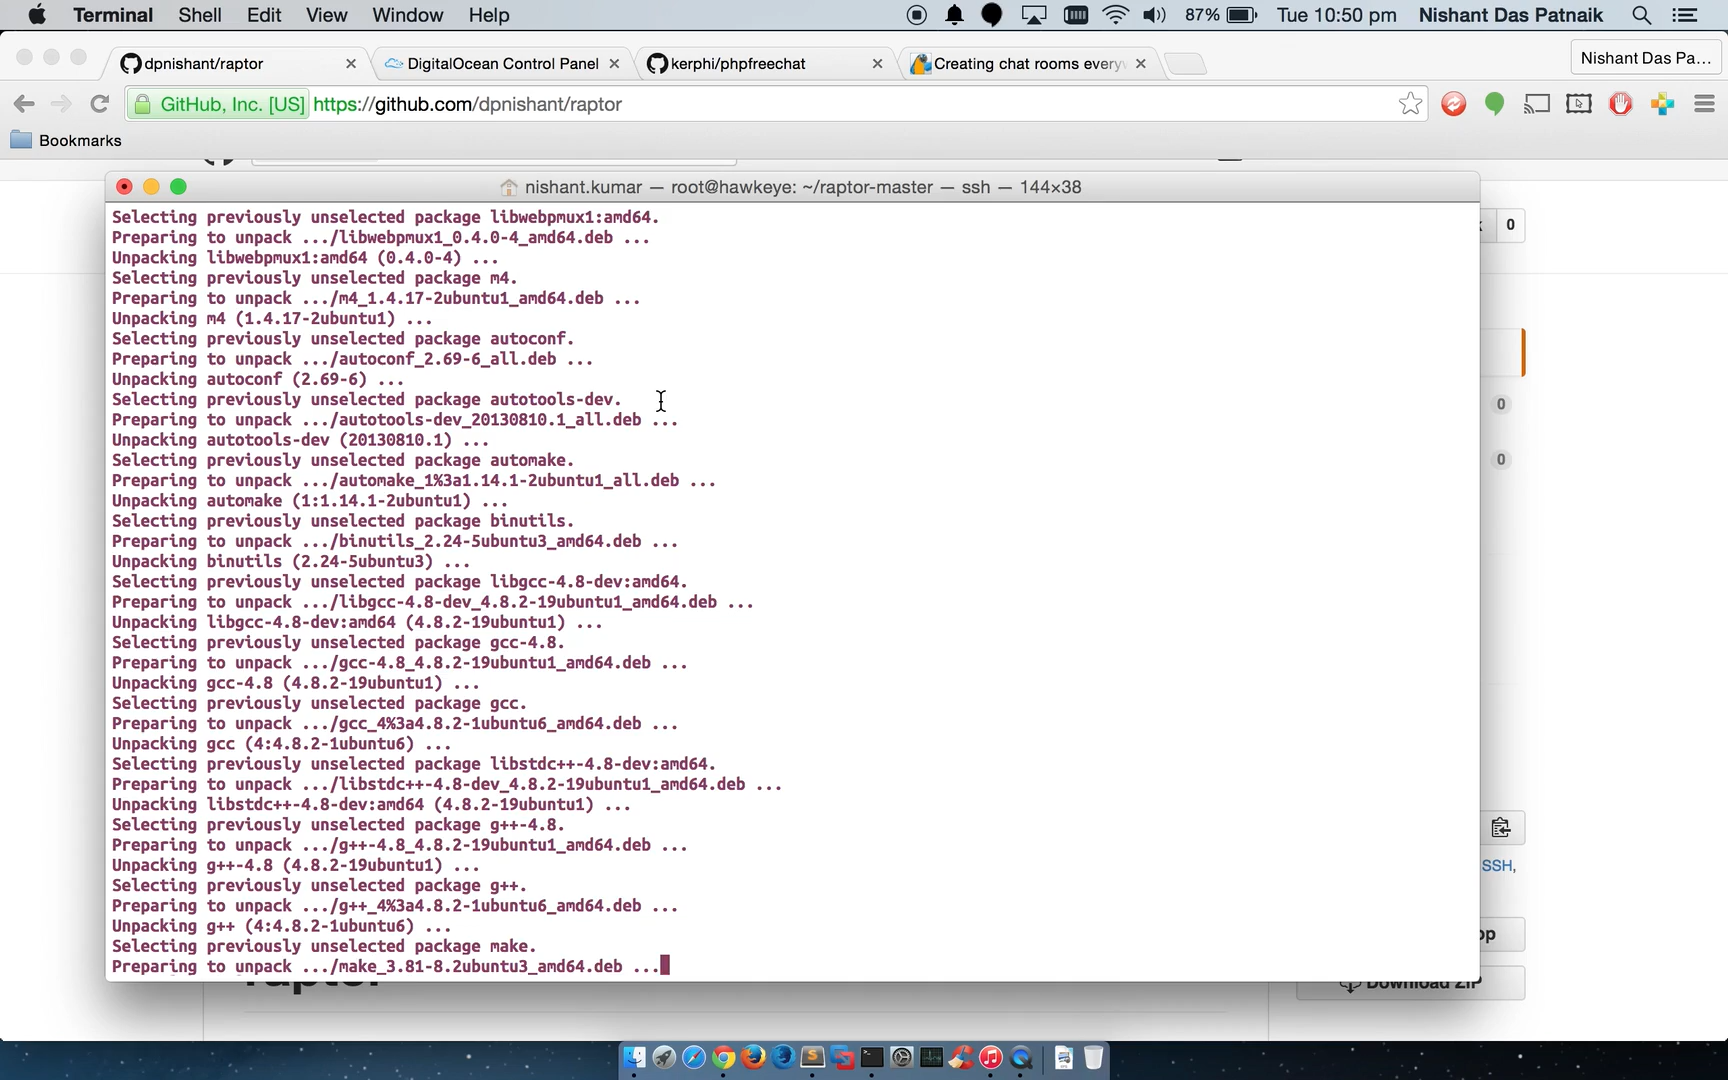 Terminal Shell Edit View Window Help 87% Tue 10:50 pm Nishant Das Patnaik
dpnishant/raptor DigitalOcean Control Panel kerphi/phpfreechat Creating chat rooms every Nishant Das Pa...
GitHub, Inc. [US] https://github.com/dpnishant/raptor
Bookmarks
nishant.kumar — root@hawkeye: ~/raptor-master — ssh — 144×38
Selecting previously unselected package libwebpmux1:amd64.
Preparing to unpack .../libwebpmux1_0.4.0-4_amd64.deb ...
Unpacking libwebpmux1:amd64 (0.4.0-4) ...
Selecting previously unselected package m4.
Preparing to unpack .../m4_1.4.17-2ubuntu1_amd64.deb ...
Unpacking m4 (1.4.17-2ubuntu1) ...
Selecting previously unselected package autoconf.
Preparing to unpack .../autoconf_2.69-6_all.deb ...
Unpacking autoconf (2.69-6) ...
Selecting previously unselected package autotools-dev.
Preparing to unpack .../autotools-dev_20130810.1_all.deb ...
Unpacking autotools-dev (20130810.1) ...
Selecting previously unselected package automake.
Preparing to unpack .../automake_1%3a1.14.1-2ubuntu1_all.deb ...
Unpacking automake (1:1.14.1-2ubuntu1) ...
Selecting previously unselected package binutils.
Preparing to unpack .../binutils_2.24-5ubuntu3_amd64.deb ...
Unpacking binutils (2.24-5ubuntu3) ...
Selecting previously unselected package libgcc-4.8-dev:amd64.
Preparing to unpack .../libgcc-4.8-dev_4.8.2-19ubuntu1_amd64.deb ...
Unpacking libgcc-4.8-dev:amd64 (4.8.2-19ubuntu1) ...
Selecting previously unselected package gcc-4.8.
Preparing to unpack .../gcc-4.8_4.8.2-19ubuntu1_amd64.deb ...
Unpacking gcc-4.8 (4.8.2-19ubuntu1) ...
Selecting previously unselected package gcc.
Preparing to unpack .../gcc_4%3a4.8.2-1ubuntu6_amd64.deb ...
Unpacking gcc (4:4.8.2-1ubuntu6) ...
Selecting previously unselected package libstdc++-4.8-dev:amd64.
Preparing to unpack .../libstdc++-4.8-dev_4.8.2-19ubuntu1_amd64.deb ...
Unpacking libstdc++-4.8-dev:amd64 (4.8.2-19ubuntu1) ...
Selecting previously unselected package g++-4.8.
Preparing to unpack .../g++-4.8_4.8.2-19ubuntu1_amd64.deb ...
Unpacking g++-4.8 (4.8.2-19ubuntu1) ...
Selecting previously unselected package g++.
Preparing to unpack .../g++_4%3a4.8.2-1ubuntu6_amd64.deb ...
Unpacking g++ (4:4.8.2-1ubuntu6) ...
Selecting previously unselected package make.
Preparing to unpack .../make_3.81-8.2ubuntu3_amd64.deb ...
0
0
0
SSH,
op
raptor
Download ZIP